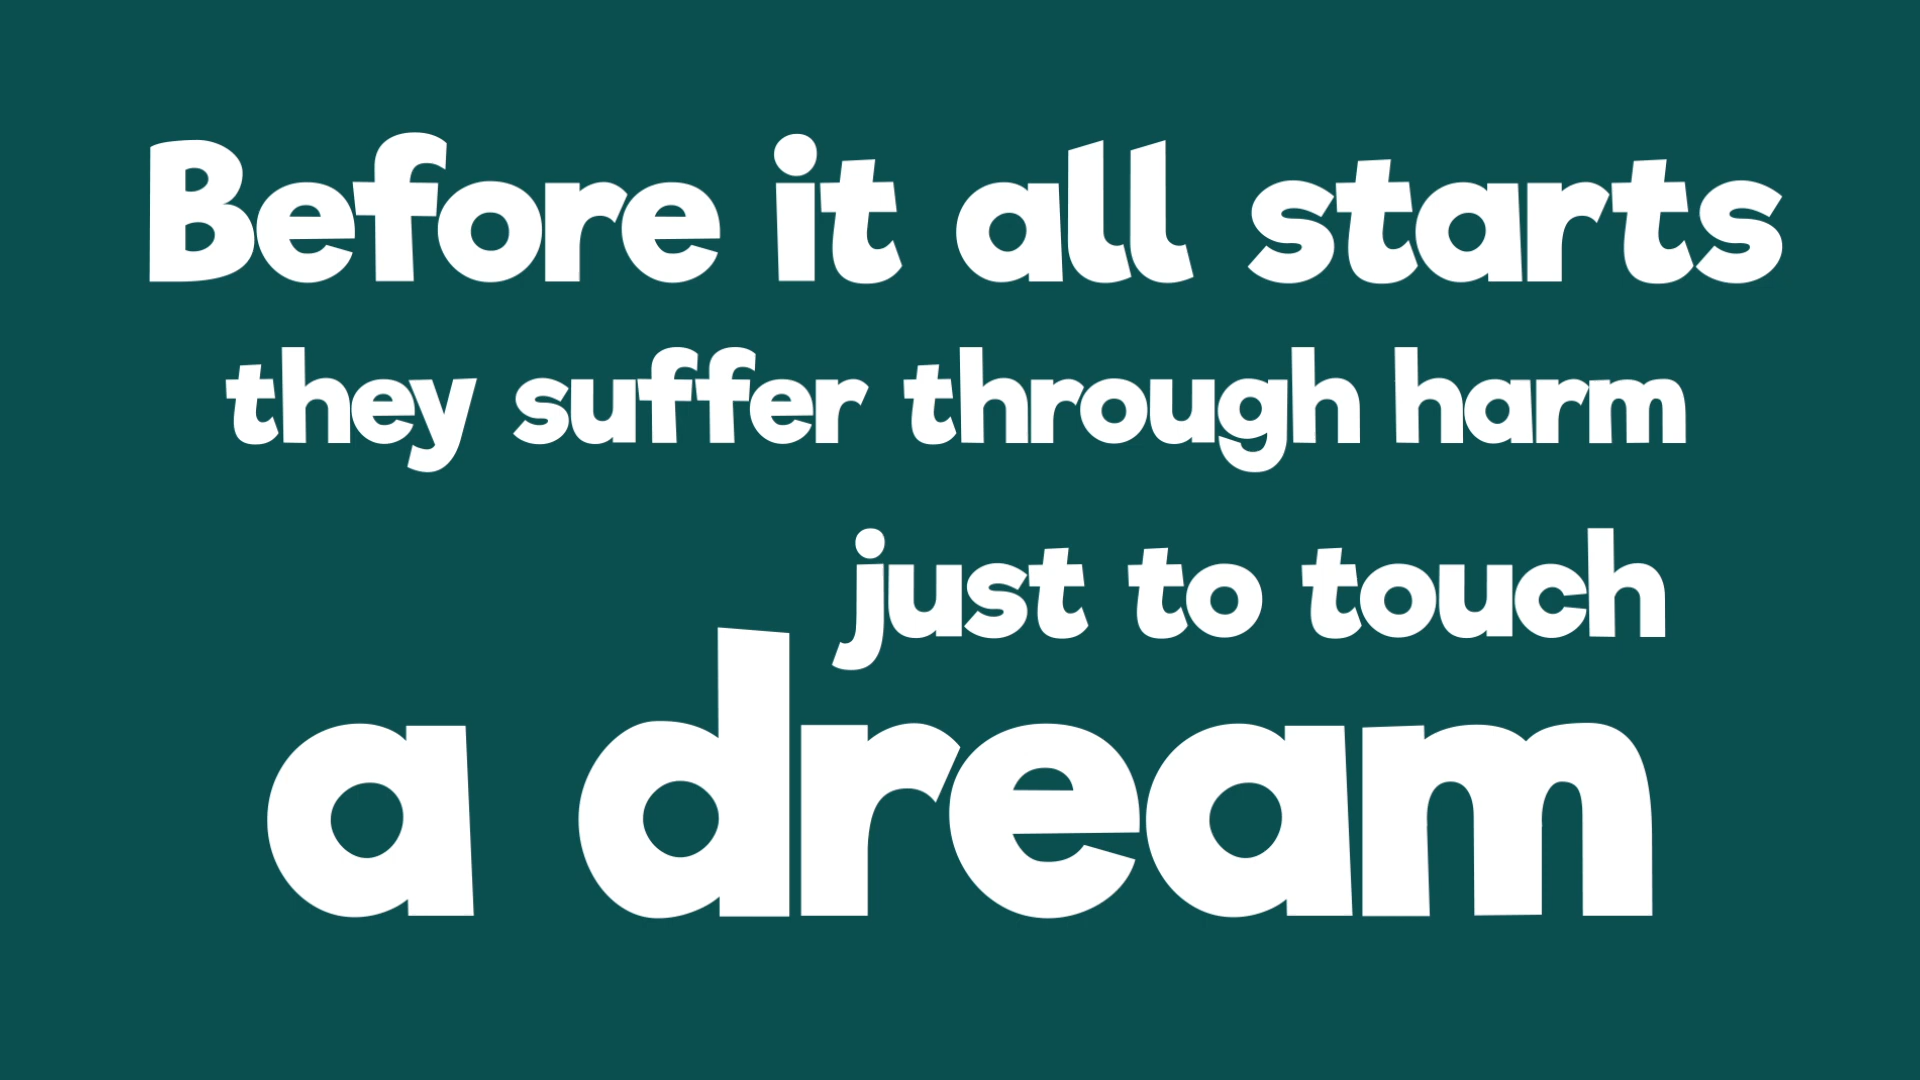 Before it all starts
they suffer through harm
just to touch
a dream